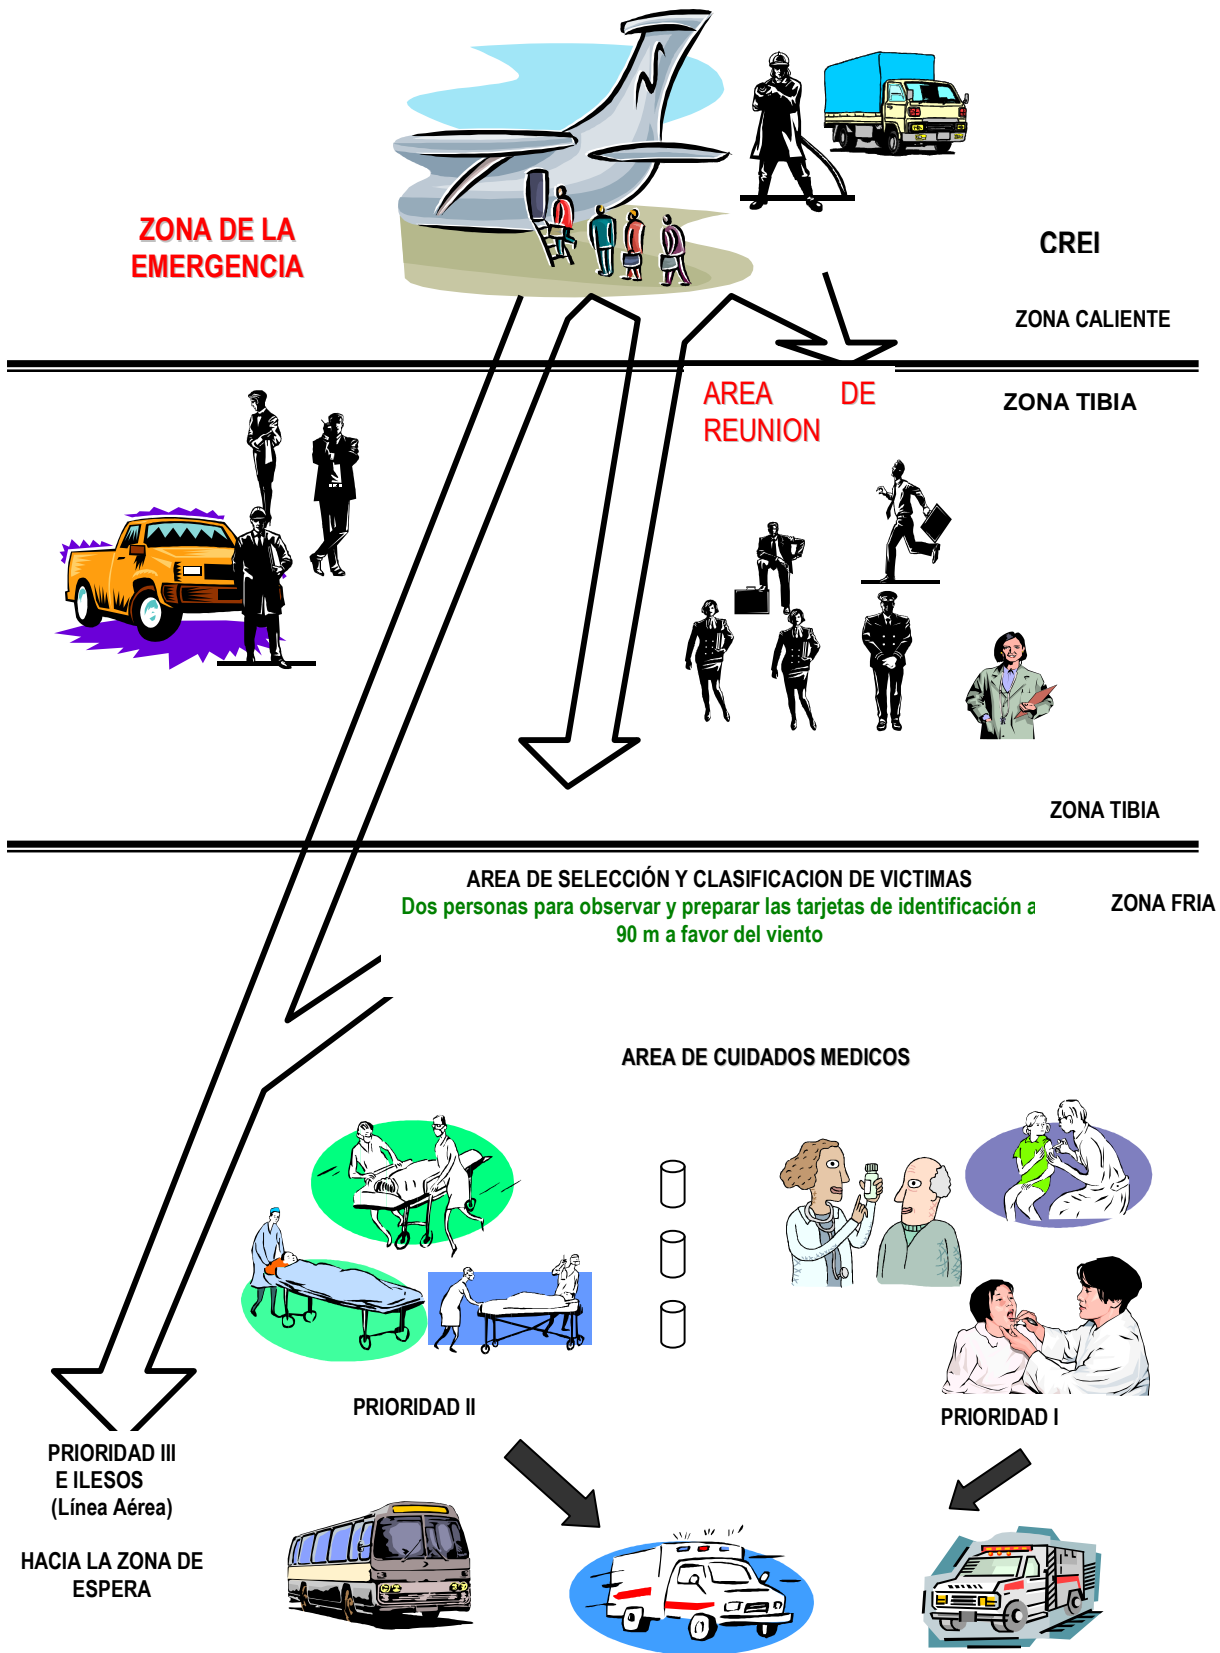 ZONA DE LA
EMERGENCIA
CREI
ZONA CALIENTE
AREA DE
REUNION
ZONA TIBIA
ZONA TIBIA
AREA DE SELECCIÓN Y CLASIFICACION DE VICTIMAS
Dos personas para observar y preparar las tarjetas de identificación a
90 m a favor del viento
ZONA FRIA
AREA DE CUIDADOS MEDICOS
PRIORIDAD II
PRIORIDAD I
PRIORIDAD III
E ILESOS
(Línea Aérea)
HACIA LA ZONA DE
ESPERA